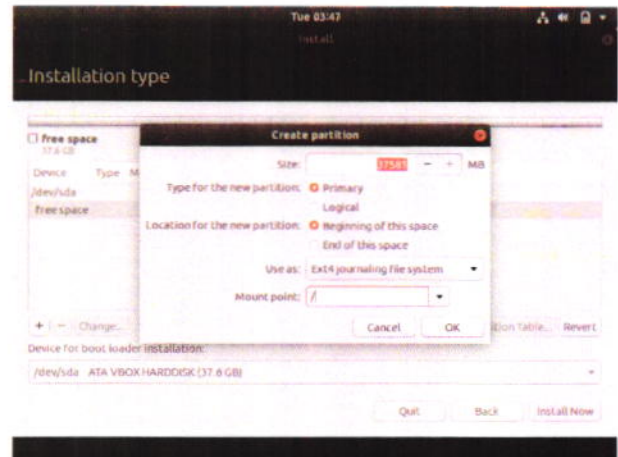 Tue 03:47
Install
Installation type
free space
37.6 GB
Create partition
Size: 37585 - + MB
Device Type M
Type for the new partition: Primary
/dev/sda
Logical
free space
Location for the new partition: Beginning of this space
End of this space
Use as: Ext4 journaling file system
Mount point: /
+ - Change...
Cancel OK
Table... Revert
Device for boot loader installation:
/dev/sda ATA VBOX HARDDISK (37.6 GB)
Quit Back Install Now